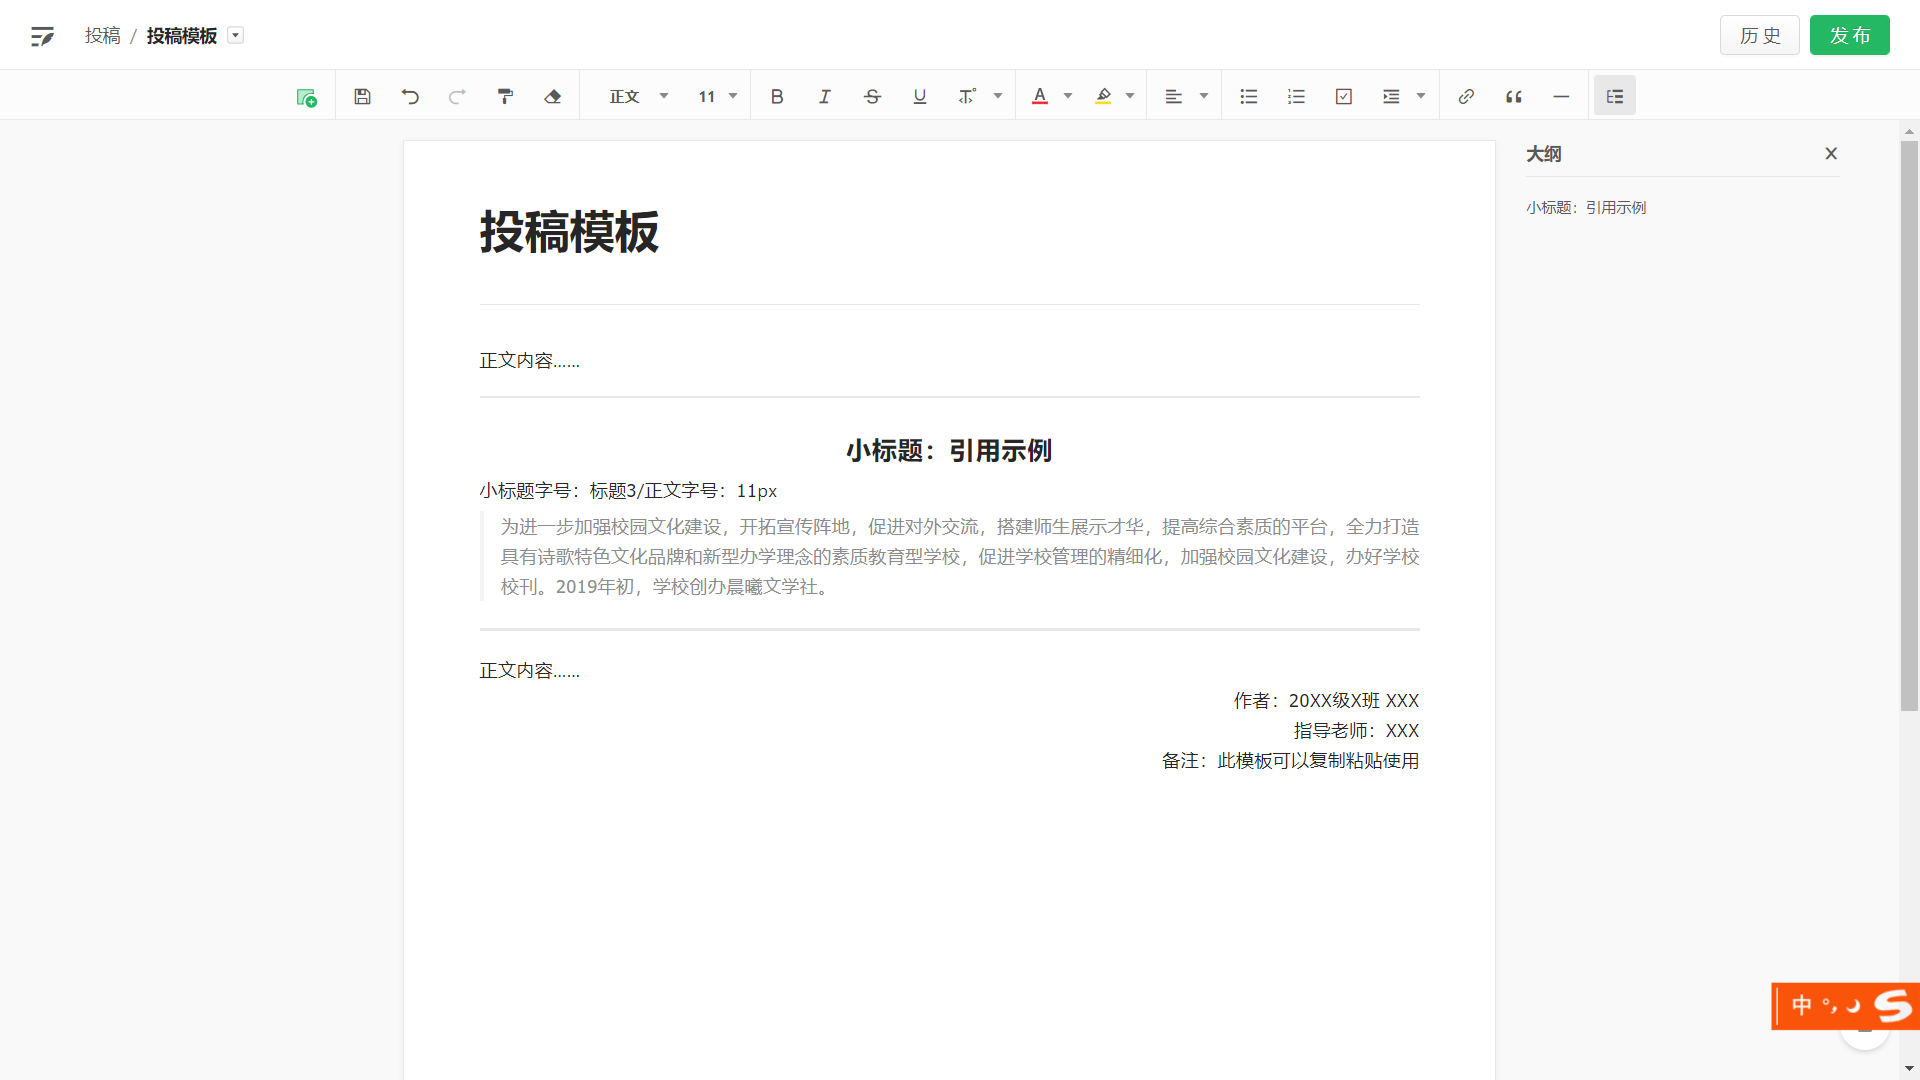 投稿 / 投稿模板
历 史
发 布
正文
11
大纲
小标题：引用示例
投稿模板
正文内容……
小标题：引用示例
小标题字号：标题3/正文字号：11px
为进一步加强校园文化建设，开拓宣传阵地，促进对外交流，搭建师生展示才华，提高综合素质的平台，全力打造
具有诗歌特色文化品牌和新型办学理念的素质教育型学校，促进学校管理的精细化，加强校园文化建设，办好学校
校刊。2019年初，学校创办晨曦文学社。
正文内容……
作者：20XX级X班 XXX
指导老师：XXX
备注：此模板可以复制粘贴使用
中